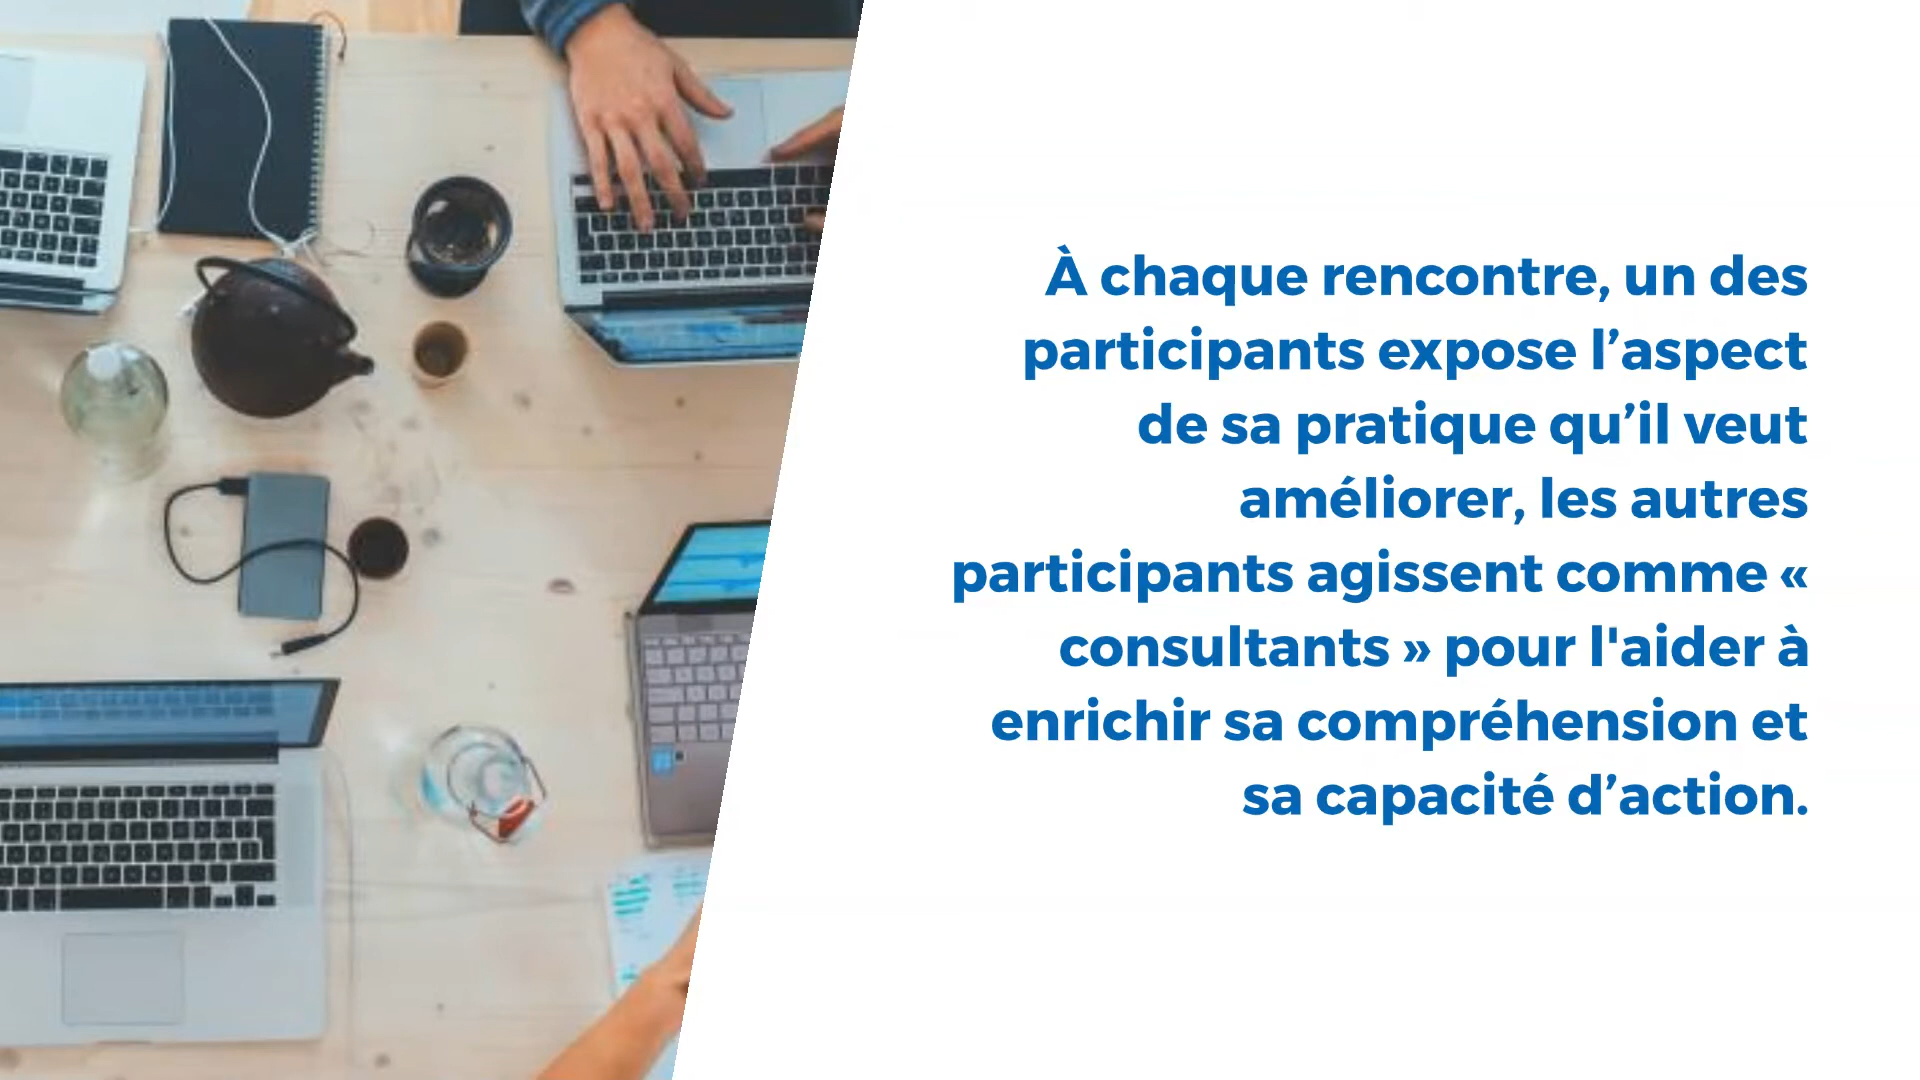 À chaque rencontre, un des
participants expose l’aspect
de sa pratique qu’il veut
améliorer, les autres
participants agissent comme «
consultants » pour l'aider à
enrichir sa compréhension et
sa capacité d’action.